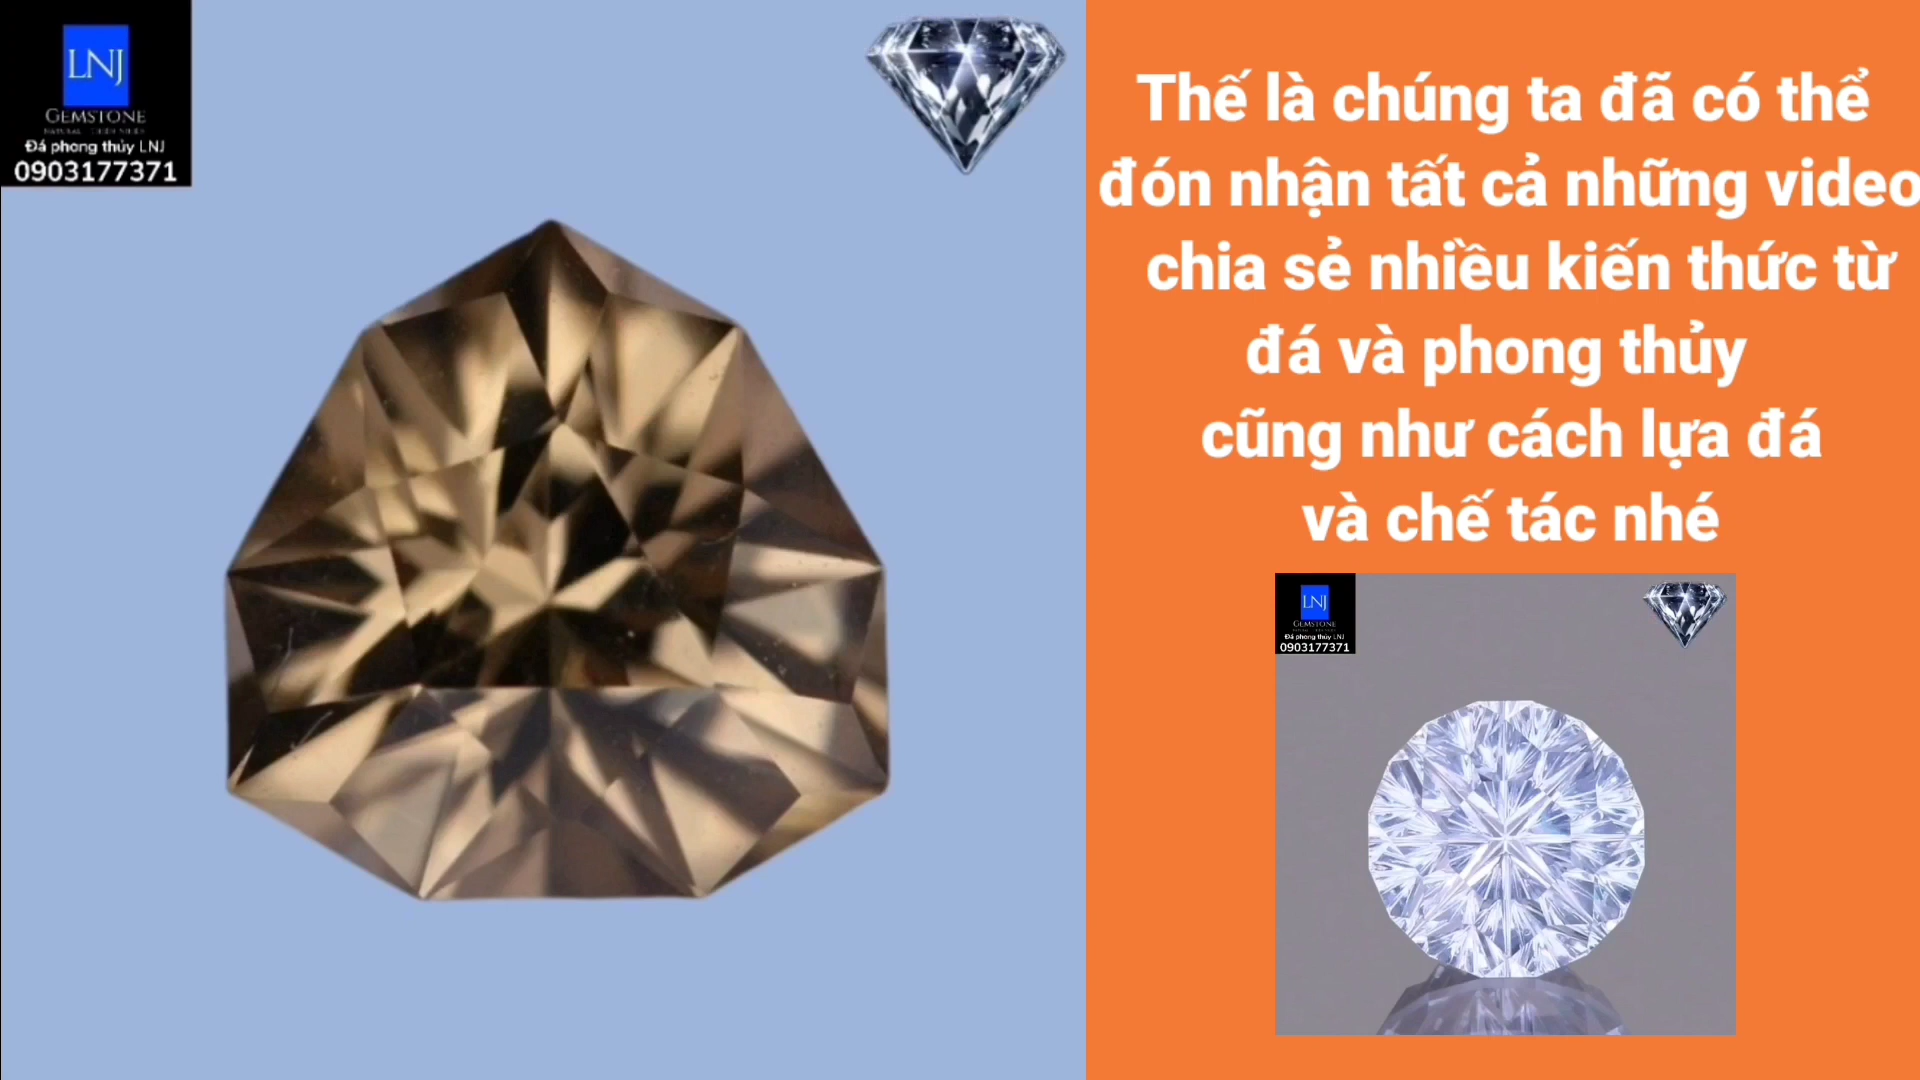 LNJ
GEMSTONE
Đá phong thủy LNJ
0903177371
Thế là chúng ta đã có thể
đón nhận tất cả những video
chia sẻ nhiều kiến thức từ
đá và phong thủy
cũng như cách lựa đá
và chế tác nhé
LNJ
GEMSTONE
Đá phong thủy LNJ
0903177371